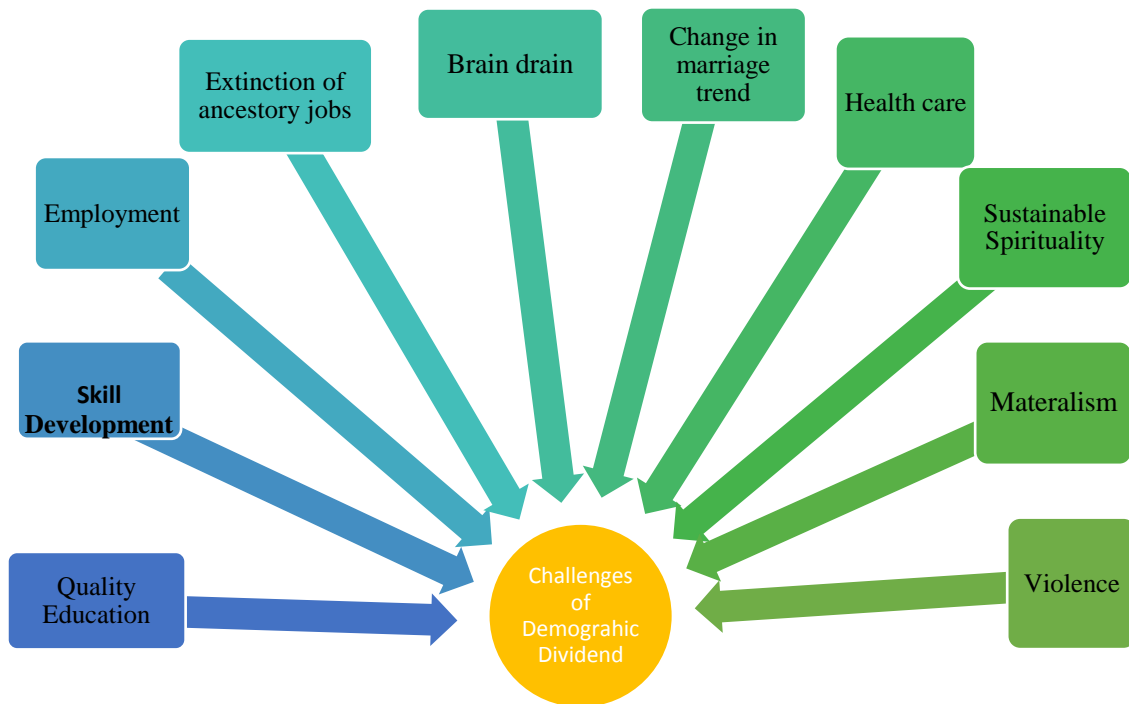 Quality
Education
Skill
Development
Employment
Extinction of
ancestory jobs
Brain drain
Change in
marriage
trend
Health care
Sustainable
Spirituality
Materalism
Violence
Challenges
of
Demograhic
Dividend